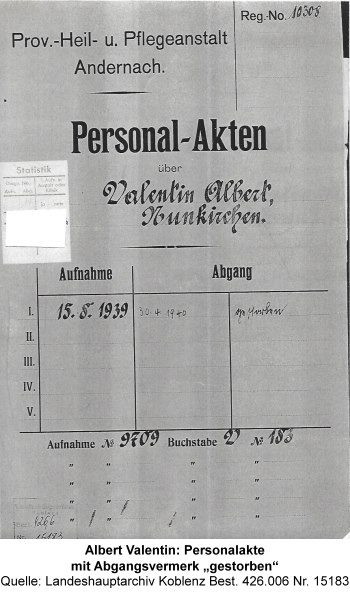 Reg.-No. 10308
Prov.-Heil- u. Pflegeanstalt
Andernach.
Personal-Akten
über
Valentin Albert,
Nunkirchen.
Statistik
Aufnahme Abgang
I. 15. 8. 1939 30. 4. 1940 gestorben
II.
III.
IV.
V.
Aufnahme № 9709 Buchstabe V № 183
" " " "
" " " "
" " " "
" " " "
Albert Valentin: Personalakte
mit Abgangsvermerk „gestorben“
Quelle: Landeshauptarchiv Koblenz Best. 426.006 Nr. 15183